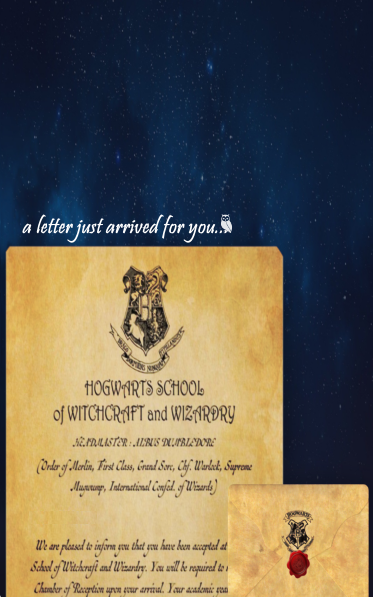 a letter just arrived for you..
HOGWARTS SCHOOL
of WITCHCRAFT and WIZARDRY
HEADMASTER : ALBUS DUMBLEDORE
(Order of Merlin, First Class, Grand Sorc., Chf. Warlock, Supreme
Mugwump, International Confed. of Wizards)
We are pleased to inform you that you have been accepted at
School of Witchcraft and Wizardry. You will be required to
Chamber of Reception upon your arrival. Your academic yea
HOGWARTS